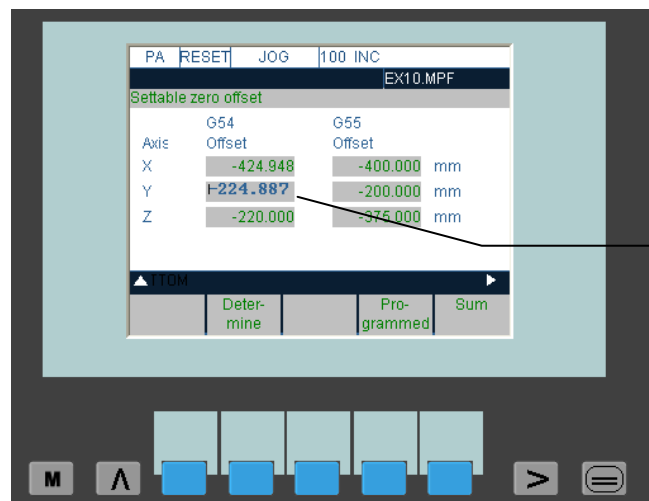 PA RESET JOG 100 INC
EX10.MPF
Settable zero offset
G54 G55
Axis Offset Offset
X -424.948 -400.000 mm
Y -224.887 -200.000 mm
Z -220.000 -375.000 mm
TTOM
Deter- Pro- Sum
mine grammed
M Λ >